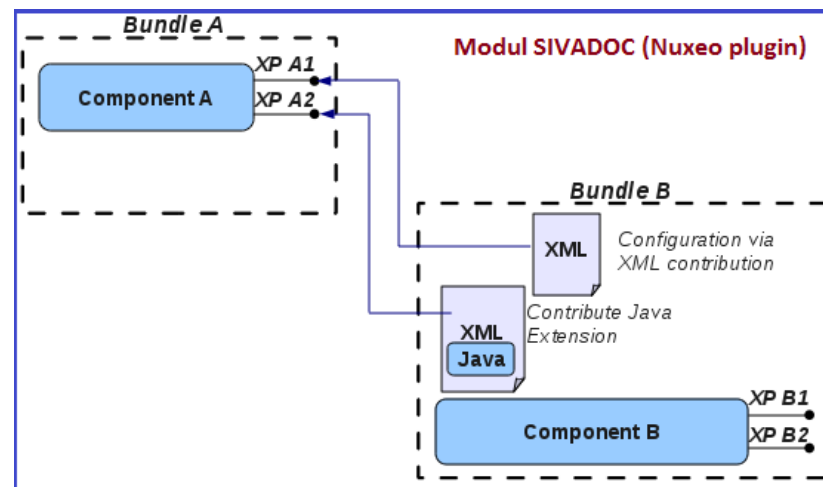 Bundle A
Modul SIVADOC (Nuxeo plugin)
XP A1
Component A
XP A2
Bundle B
XML
Configuration via
XML contribution
Contribute Java
Extension
XML
Java
XP B1
Component B
XP B2